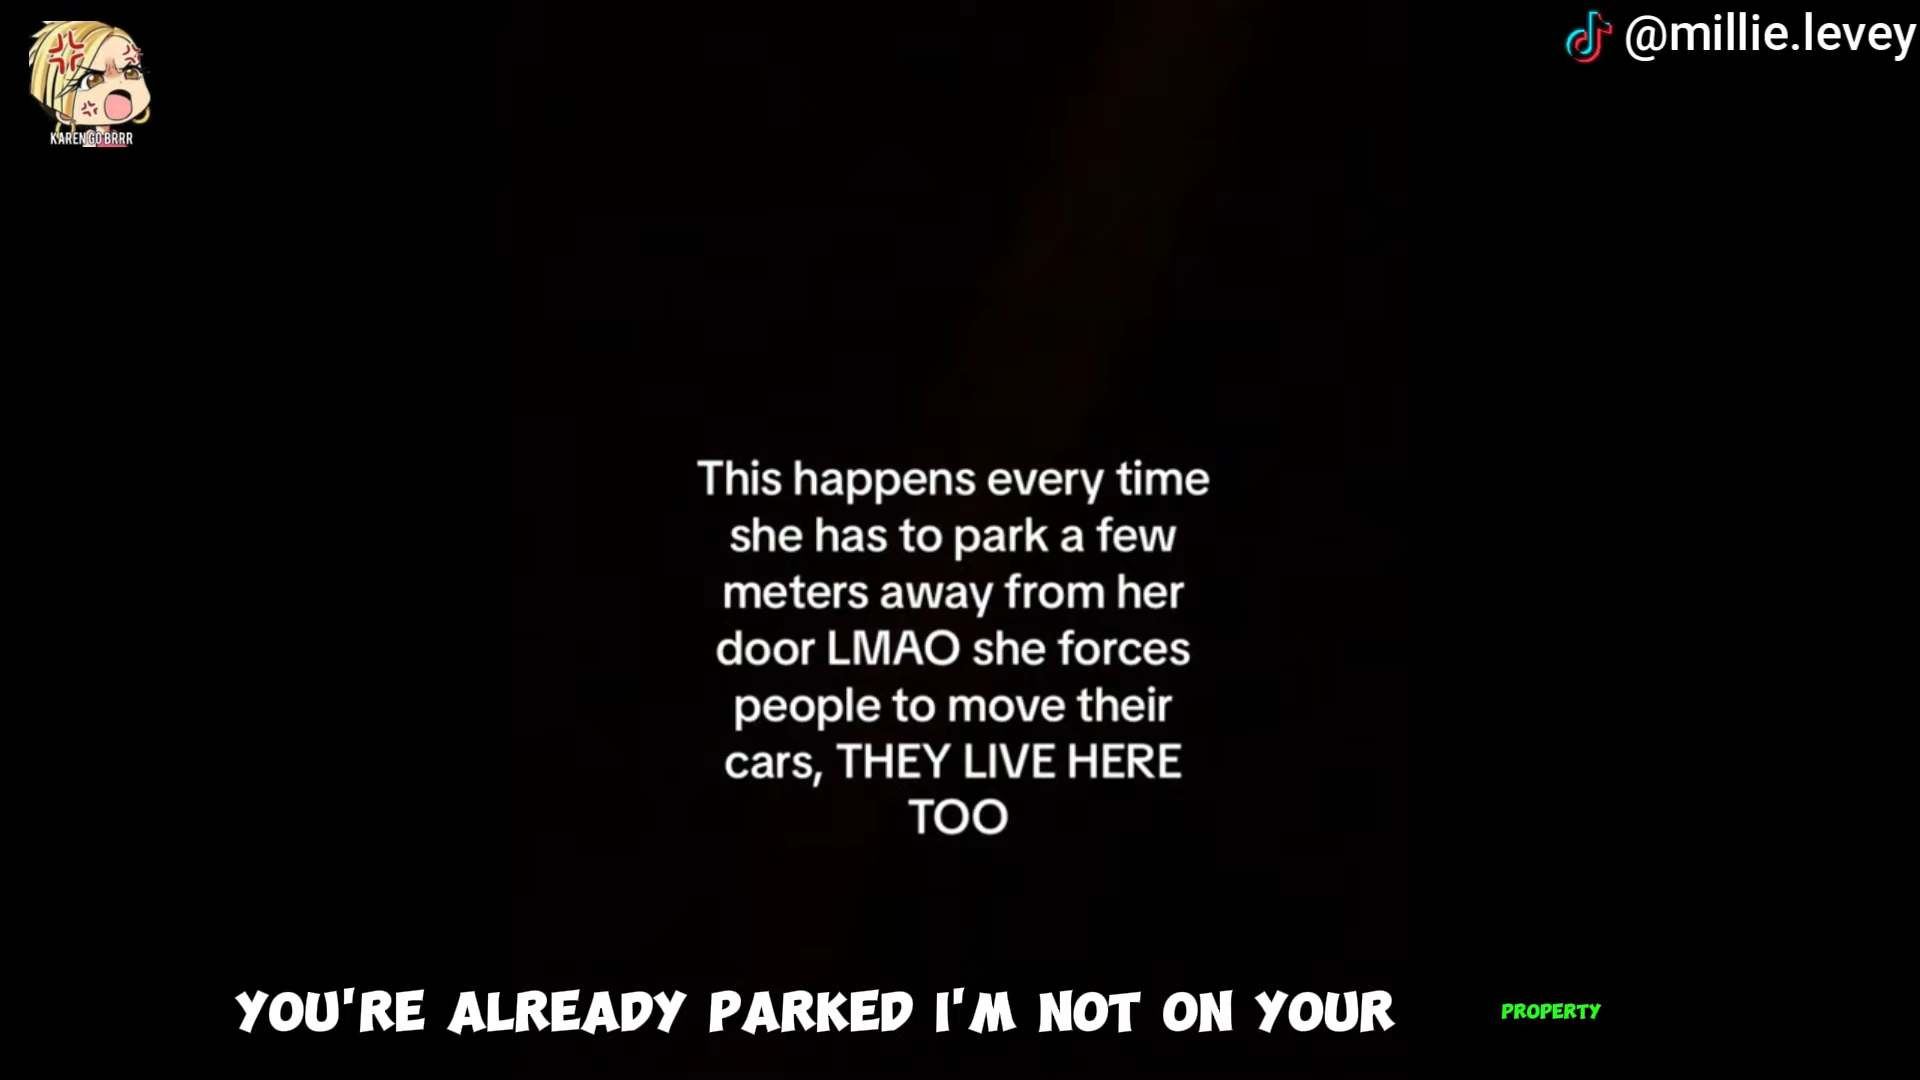 @millie.levey
KAREN GO BRRR
This happens every time
she has to park a few
meters away from her
door LMAO she forces
people to move their
cars, THEY LIVE HERE
TOO
YOU'RE ALREADY PARKED I'M NOT ON YOUR PROPERTY